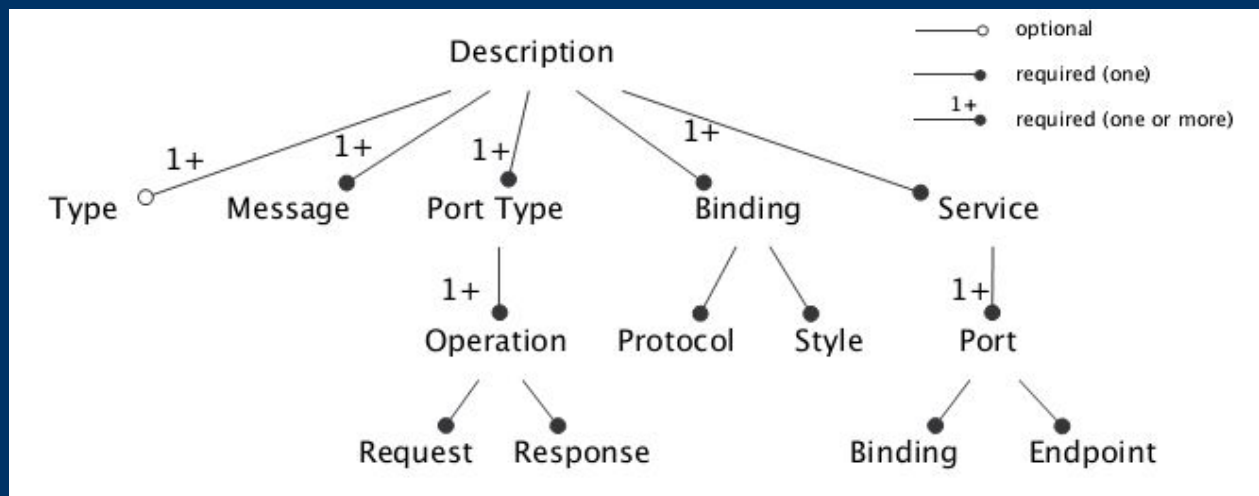 optional
Description
required (one)
1+
required (one or more)
1+ 1+ 1+ 1+
Type Message Port Type Binding Service
1+ 1+
Operation Protocol Style Port
Request Response Binding Endpoint